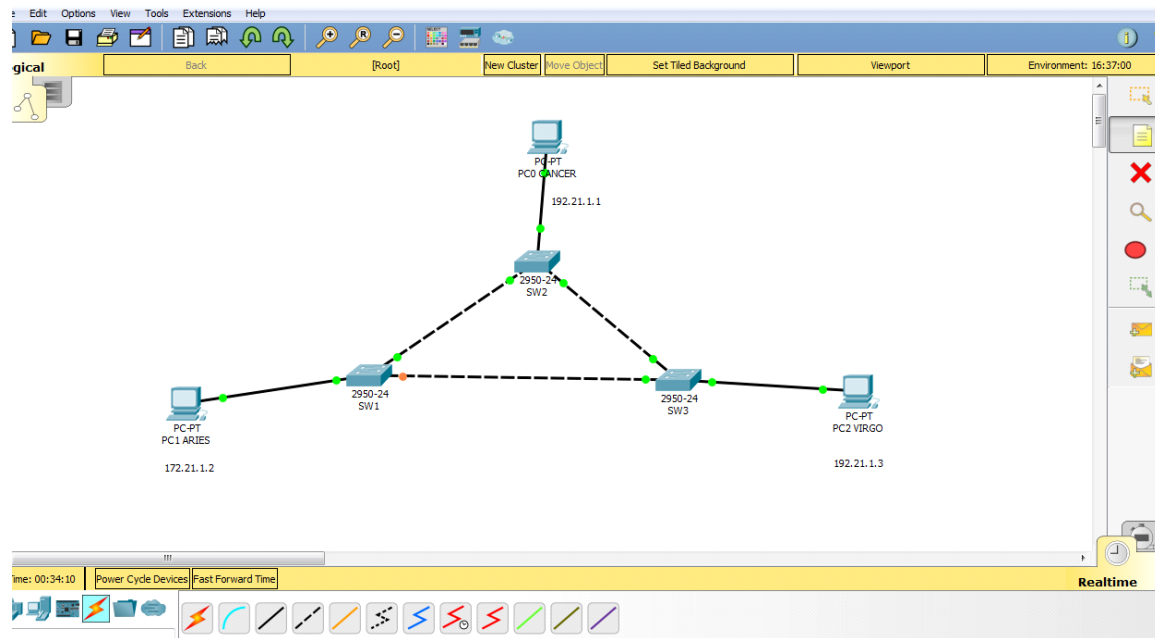 Edit Options View Tools Extensions Help
gical Back [Root] New Cluster Move Object Set Tiled Background Viewport Environment: 16:37:00
PC-PT
PC0 CANCER
192.21.1.1
2950-24
SW2
2950-24
SW1
2950-24
SW3
PC-PT
PC1 ARIES
172.21.1.2
PC-PT
PC2 VIRGO
192.21.1.3
ime: 00:34:10 Power Cycle Devices Fast Forward Time Realtime